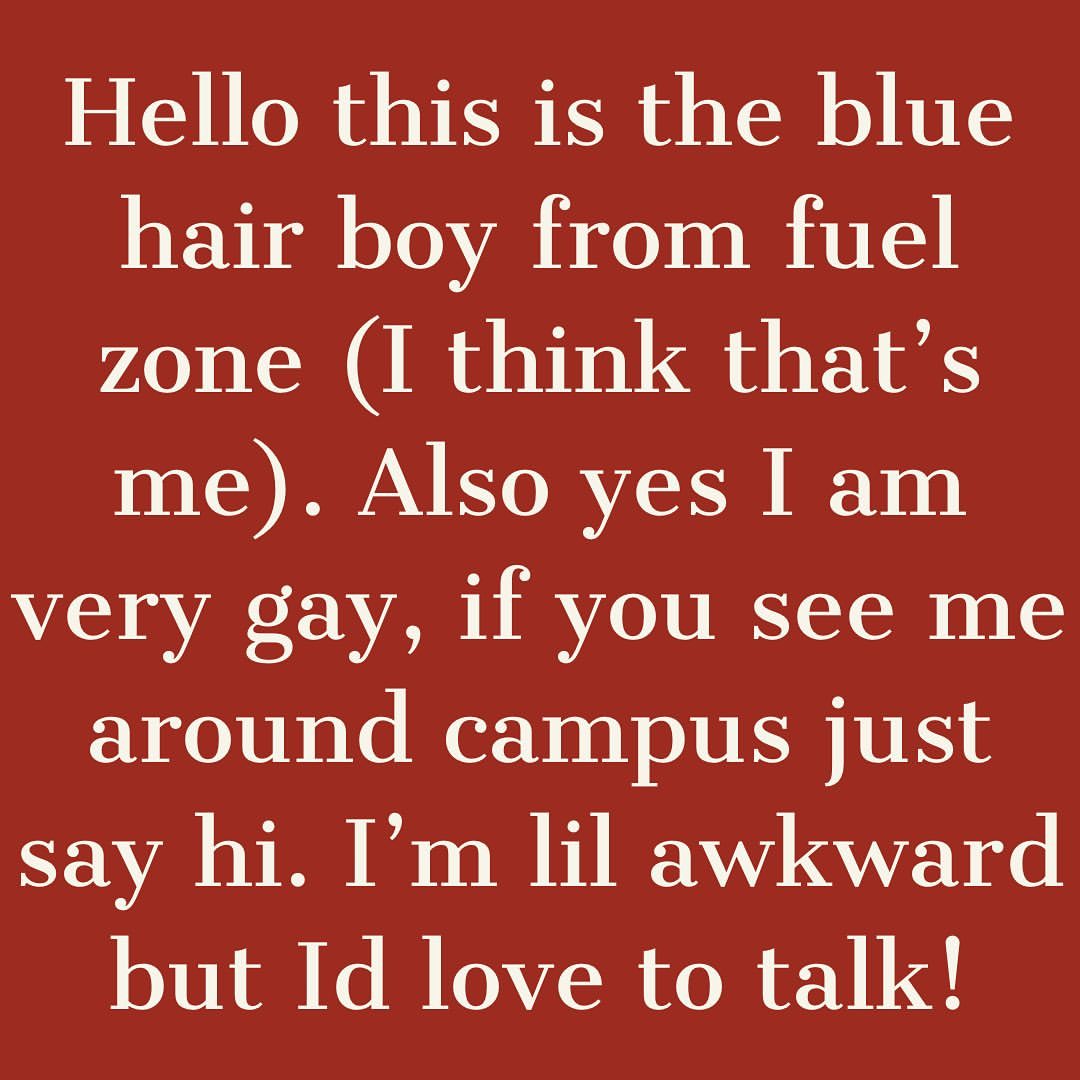 Hello this is the blue
hair boy from fuel
zone (I think that’s
me). Also yes I am
very gay, if you see me
around campus just
say hi. I’m lil awkward
but Id love to talk!